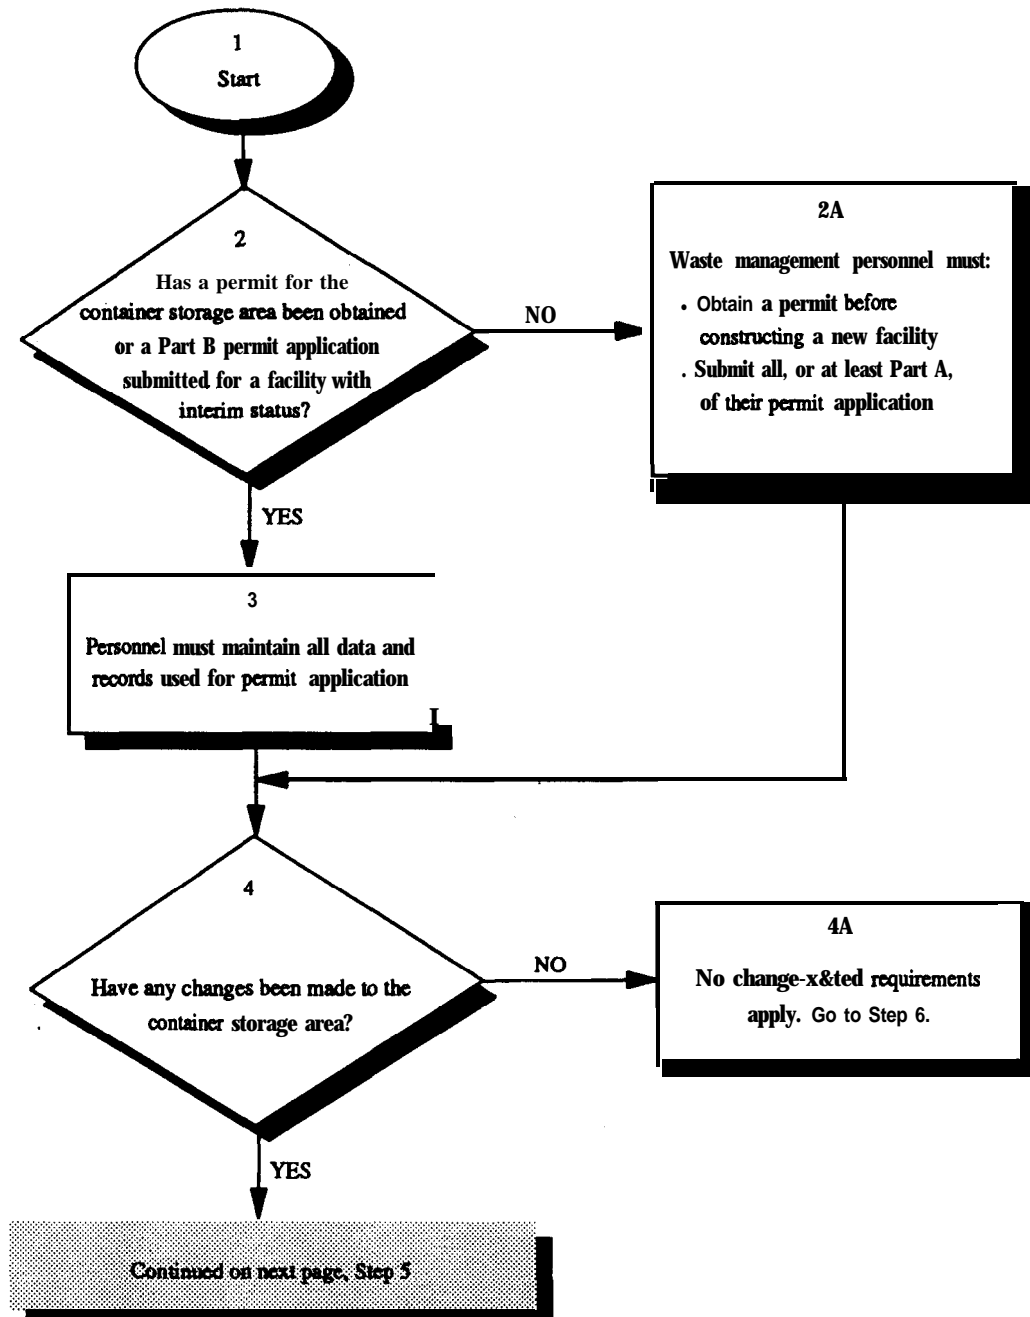 1
Start
2
Has a permit for the
container storage area been obtained
or a Part B permit application
submitted for a facility with
interim status?
NO
2A
Waste management personnel must:
• Obtain a permit before
constructing a new facility
. Submit all, or at least Part A,
of their permit application
YES
3
Personnel must maintain all data and
records used for permit application
I
4
Have any changes been made to the
container storage area?
NO
4A
No change-x&ted requirements
apply. Go to Step 6.
YES
Continued on next page, Step 5